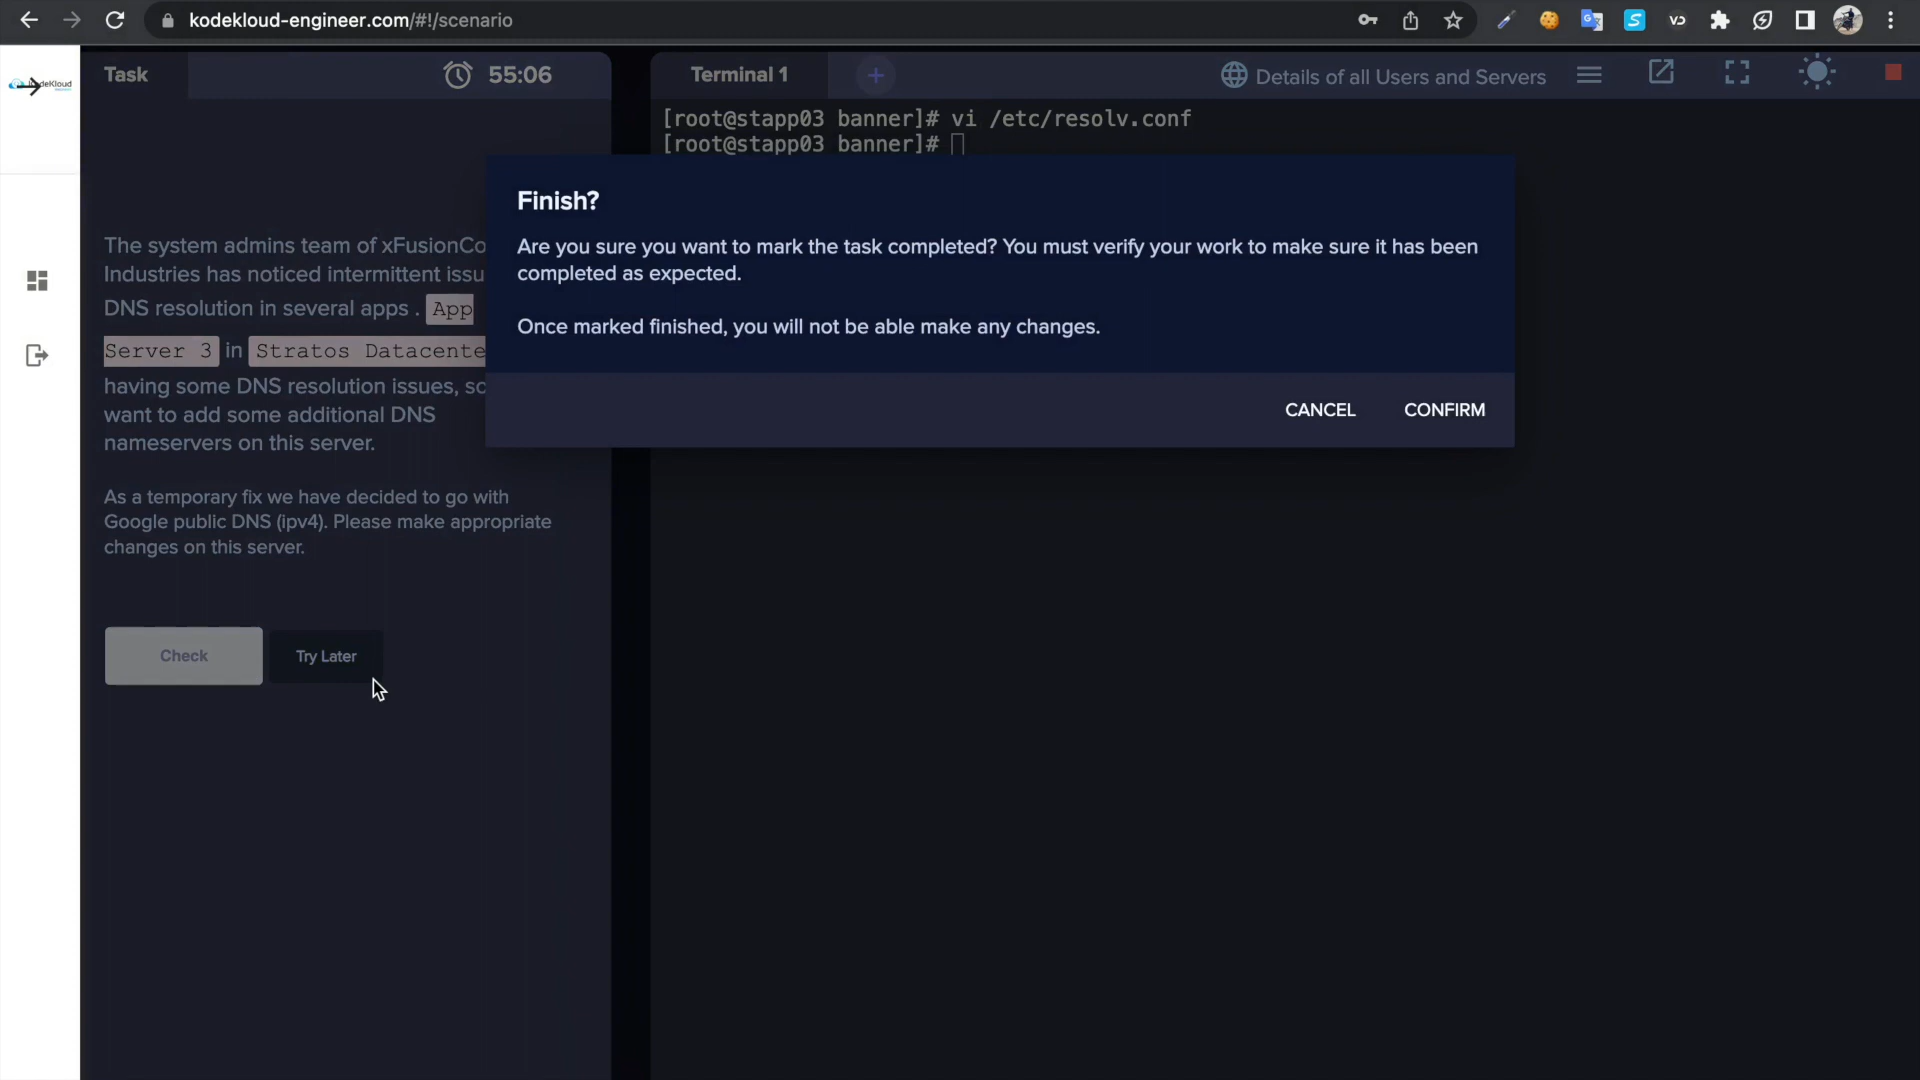 kodekloud-engineer.com/#!/scenario
Task
55:06
Terminal 1
Details of all Users and Servers
[root@stapp03 banner]# vi /etc/resolv.conf
[root@stapp03 banner]#
Finish?
Are you sure you want to mark the task completed? You must verify your work to make sure it has been
completed as expected.
Once marked finished, you will not be able make any changes.
CANCEL
CONFIRM
The system admins team of xFusionCo
Industries has noticed intermittent issu
DNS resolution in several apps . App
Server 3 in Stratos Datacente
having some DNS resolution issues, so
want to add some additional DNS
nameservers on this server.
As a temporary fix we have decided to go with
Google public DNS (ipv4). Please make appropriate
changes on this server.
Check
Try Later